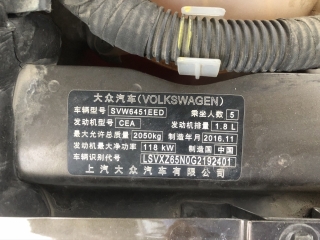 大众汽车(VOLKSWAGEN)
车辆型号 SVW6451EED 乘坐人数 5
发动机型号 CEA 发动机排量 1.8 L
最大允许总质量 2050kg 制造年月 2016.11
发动机最大净功率 118 kW 制造国 中国
车辆识别代号 LSVXZ65N0G2192401
上汽大众汽车有限公司